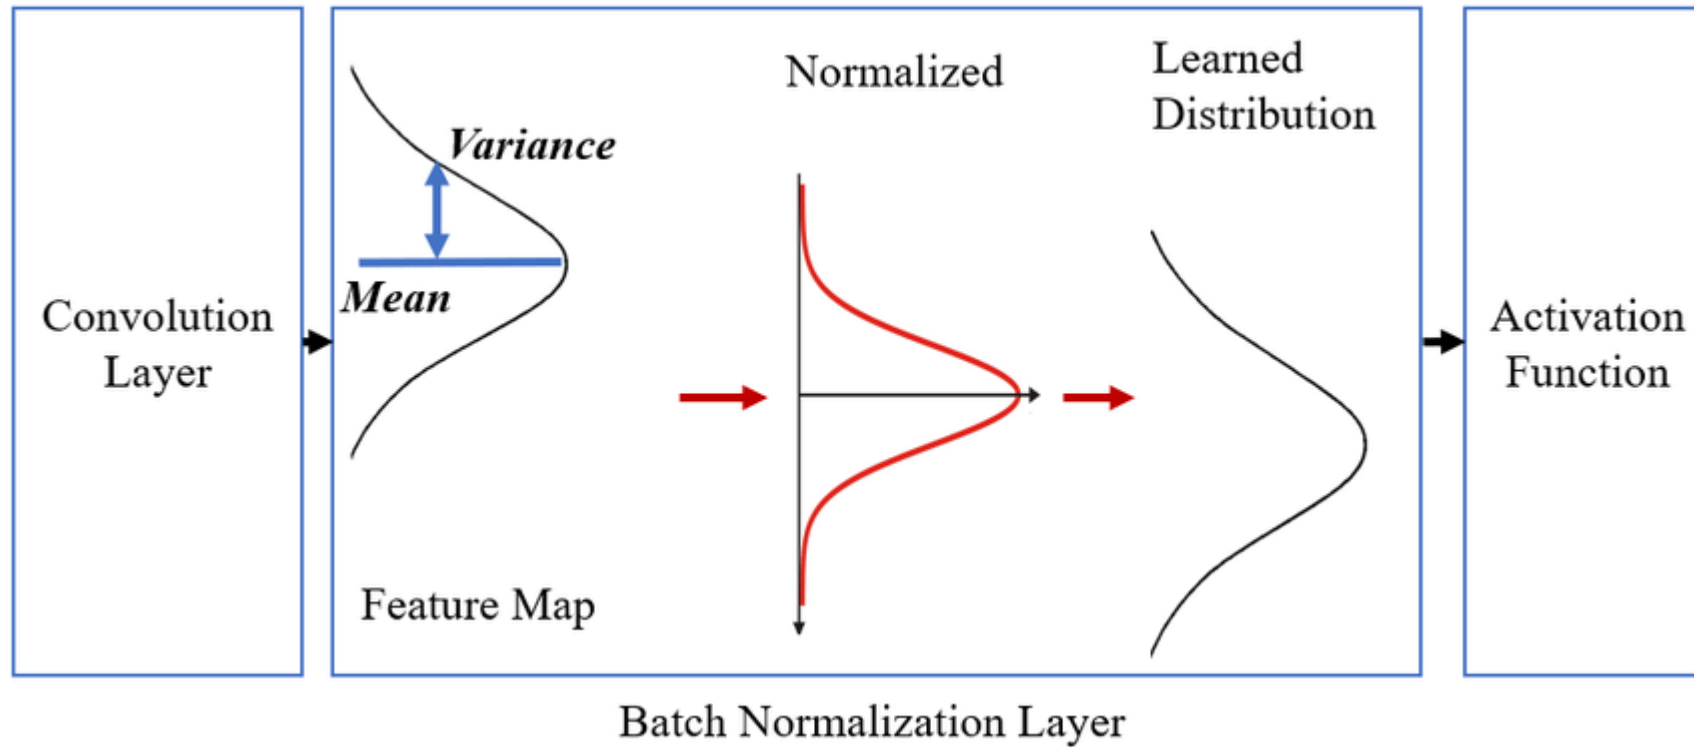 Convolution
Layer
Variance
Mean
Feature Map
Normalized
Learned
Distribution
Activation
Function
Batch Normalization Layer